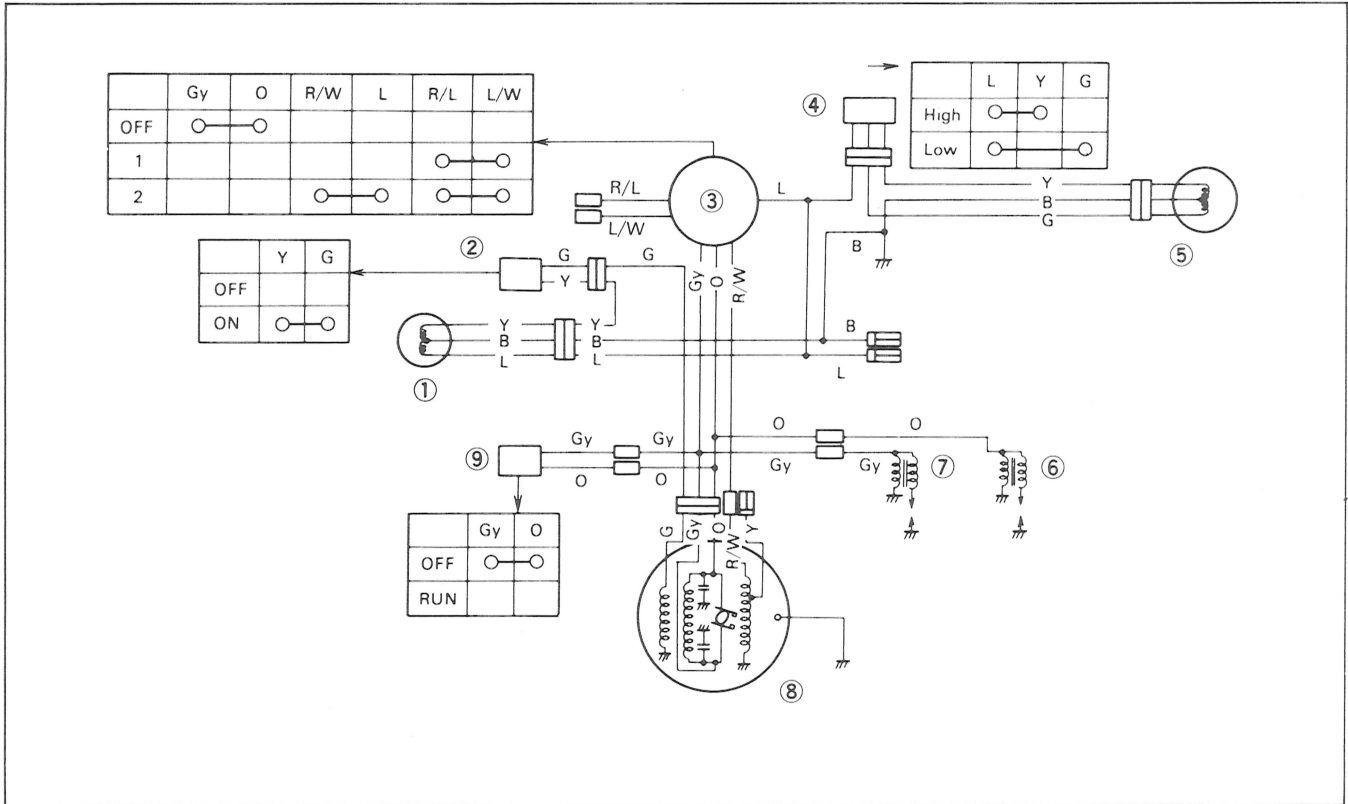 Gy O R/W L R/L L/W
OFF
1
2
L Y G
High
Low
④
R/L
L/W
③
L
Y
B
G
⑤
B
②
G
G
Y
Y G
OFF
ON
Gy
O
R/W
Y Y
B B
L L
①
B
L
⑨
Gy Gy
O O
O O
Gy Gy
⑦
⑥
Gy O
OFF
RUN
G
Gy
O
R/W
Y
⑧